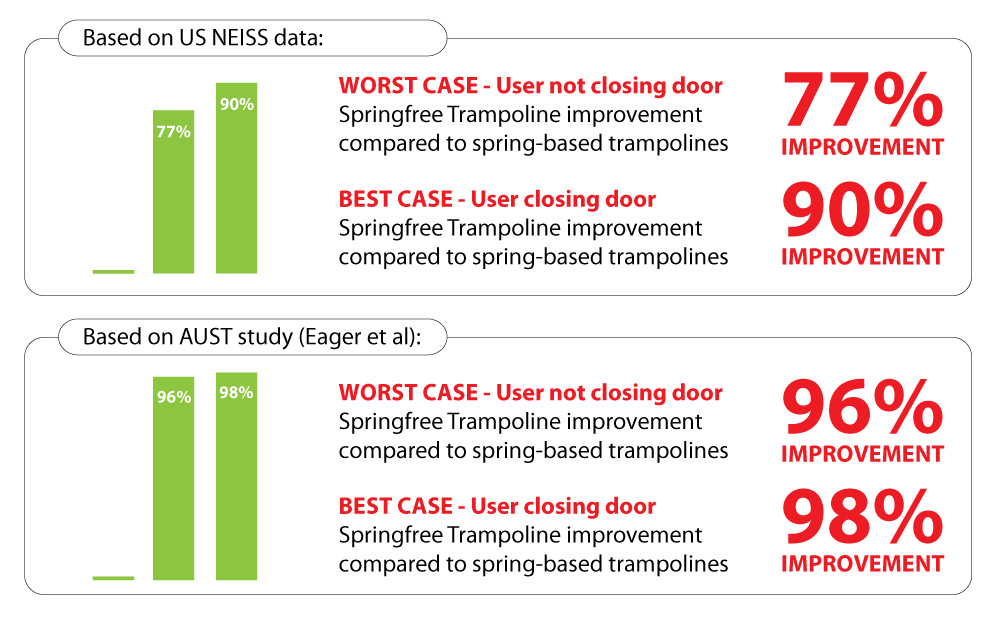 Based on US NEISS data:
77%
90%
WORST CASE - User not closing door
Springfree Trampoline improvement
compared to spring-based trampolines
77%
IMPROVEMENT
BEST CASE - User closing door
Springfree Trampoline improvement
compared to spring-based trampolines
90%
IMPROVEMENT
Based on AUST study (Eager et al):
96%
98%
WORST CASE - User not closing door
Springfree Trampoline improvement
compared to spring-based trampolines
96%
IMPROVEMENT
BEST CASE - User closing door
Springfree Trampoline improvement
compared to spring-based trampolines
98%
IMPROVEMENT